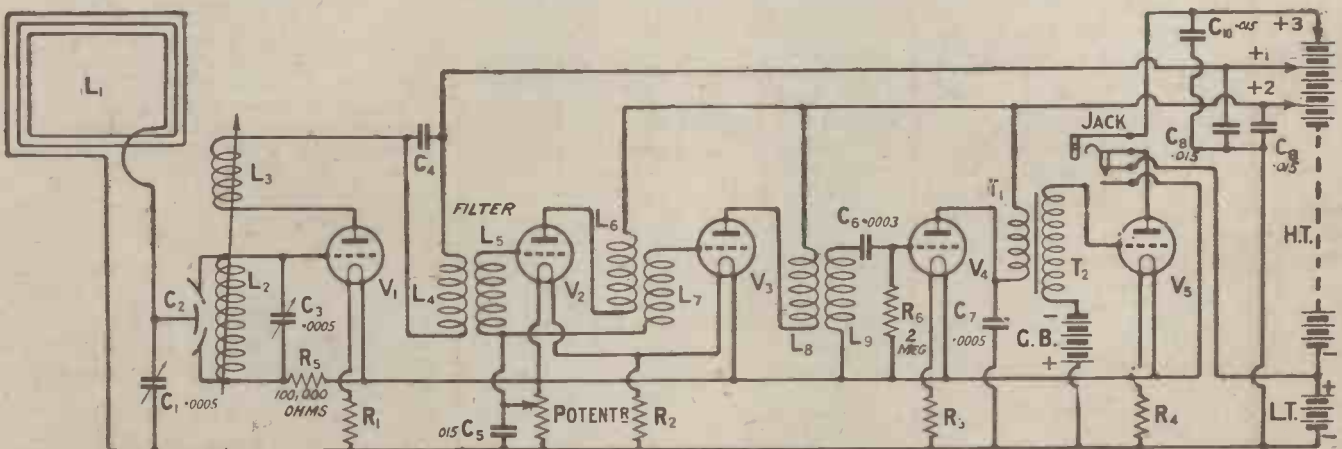 L1
C1 .0005
C2
L3
L2
C3
.0005
R5
100,000
OHMS
V1
R1
C4
L4
FILTER
L5
015 C5
V2
POTENTR
L6
R2
L7
V3
L8
L9
C6 .0003
R6
2
MEG
V4
R3
C7
.0005
T1
T2
G.B.
-
+
JACK
V5
R4
C10 .015
+3
+1
+2
C8
.015
C9
.015
H.T.
-
+
L.T.
-